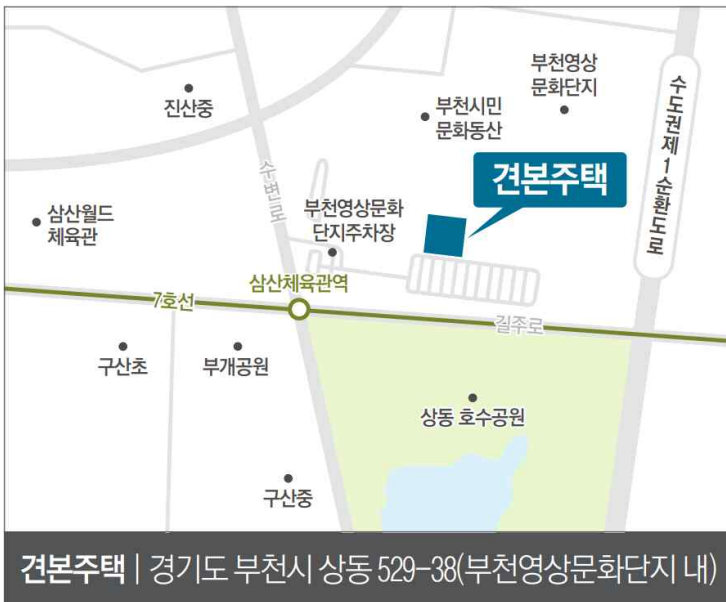 부천영상
문화단지
진산중
부천시민
문화동산
수도권제1순환도로
견본주택
수변로
삼산월드
체육관
부천영상문화
단지주차장
삼산체육관역
7호선
길주로
구산초
부개공원
상동 호수공원
구산중
견본주택 | 경기도 부천시 상동 529-38(부천영상문화단지 내)